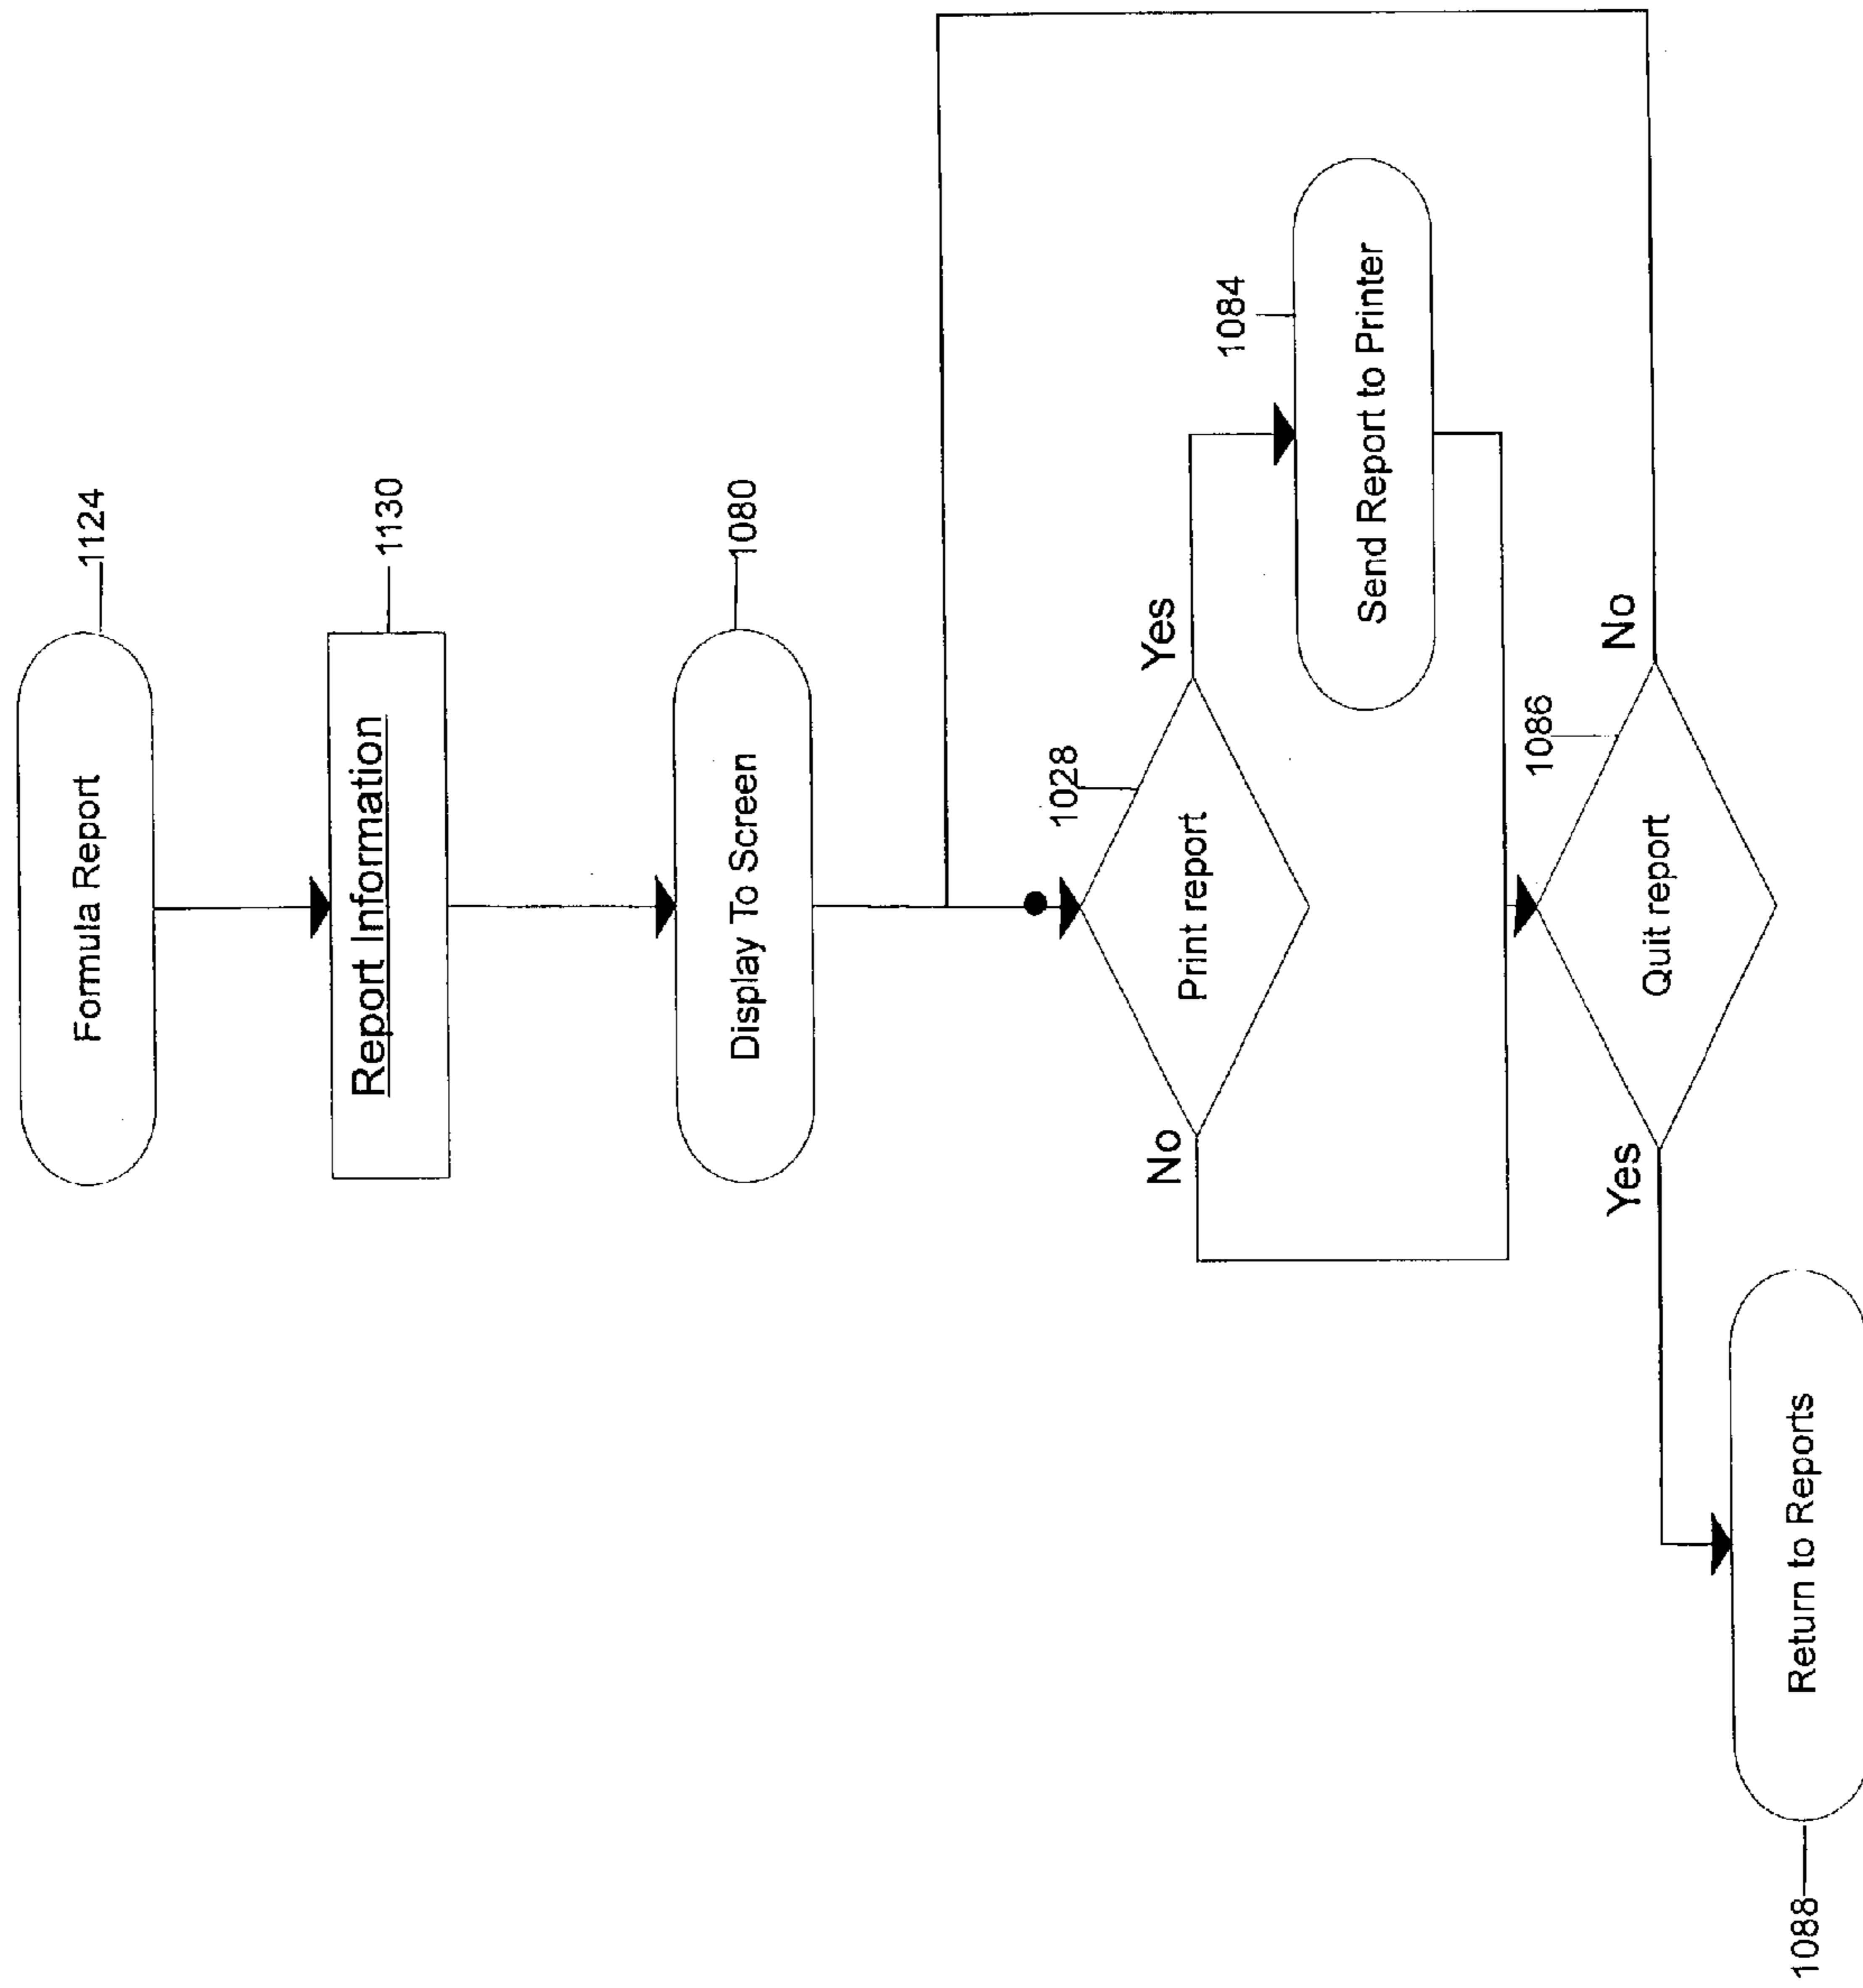 Formula Report
1124
Report Information
1130
Display To Screen
1080
1028
Print report
Yes
No
1084
Send Report to Printer
1086
Quit report
No
Yes
Return to Reports
1088